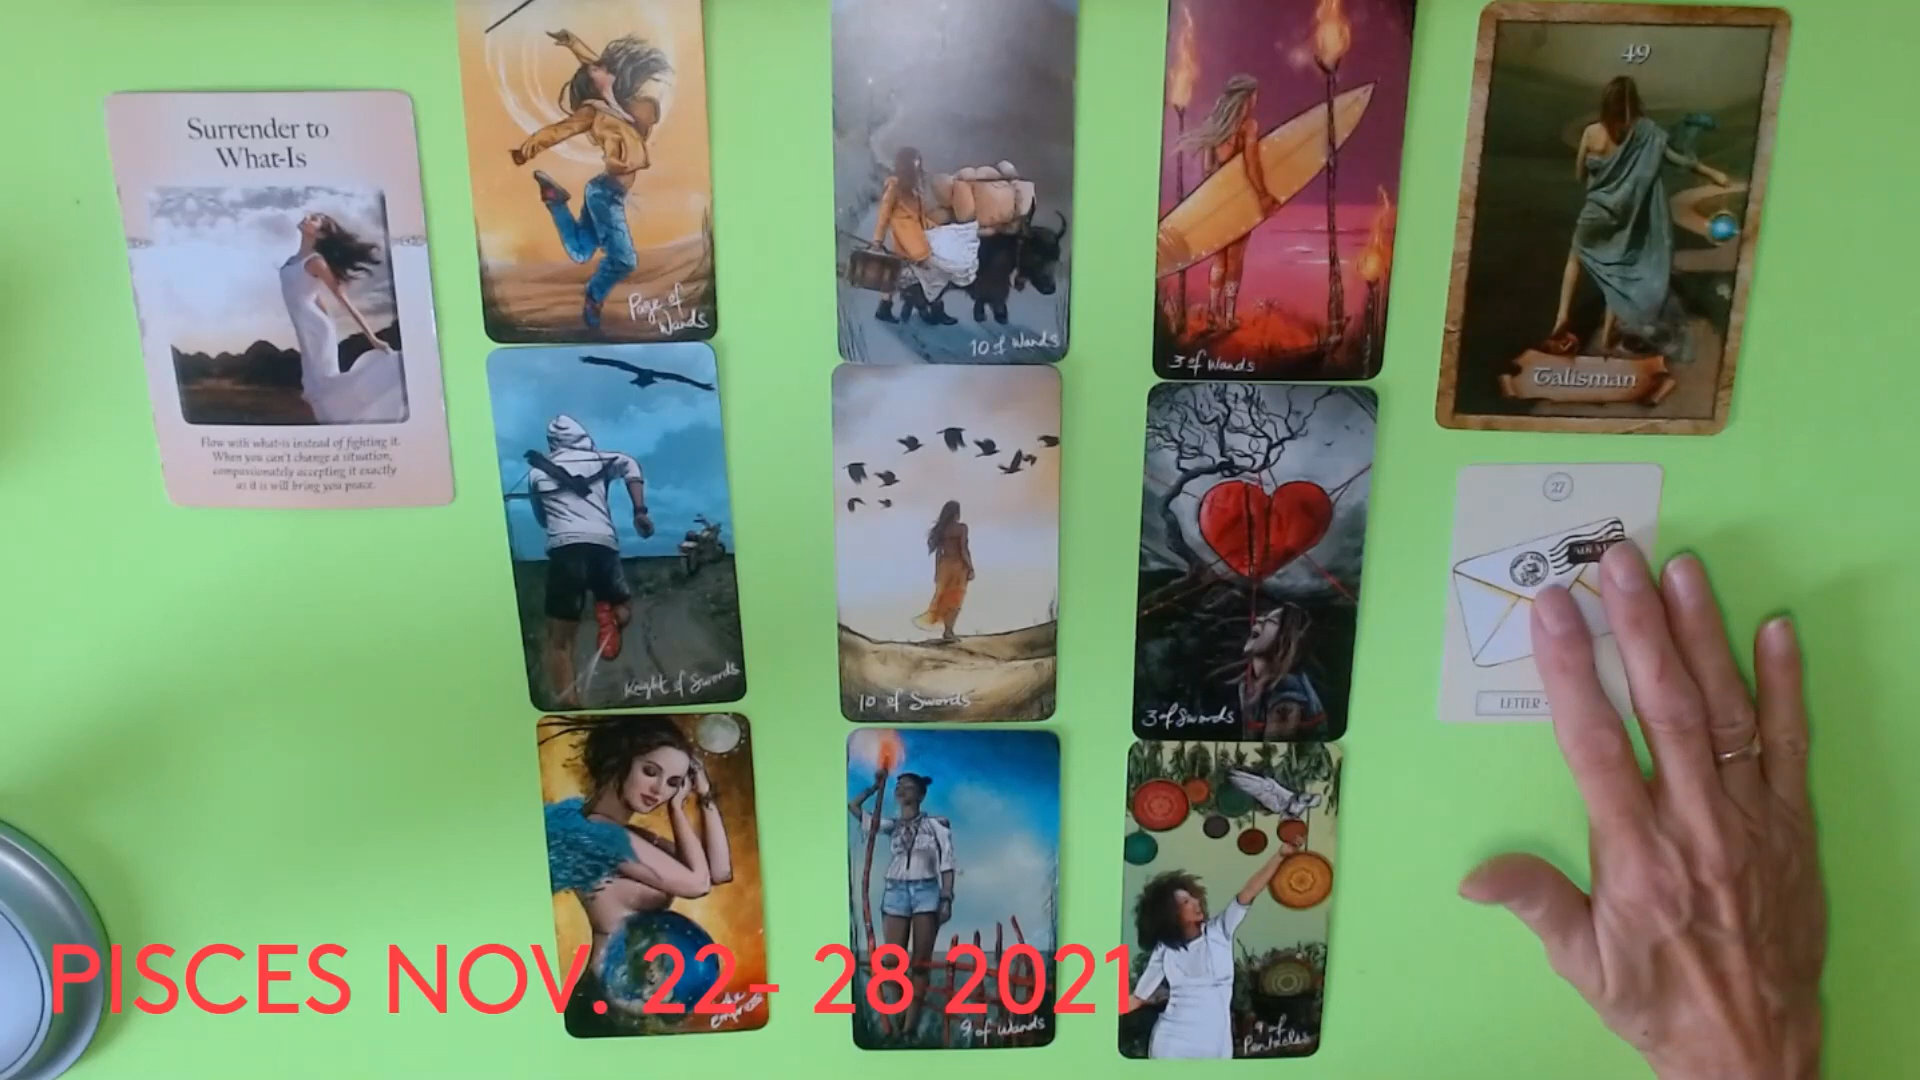 Surrender to
What-Is
Flow with what-is instead of fighting it.
When you can't change a situation,
compassionately accepting it exactly
as it is will bring you peace.
Page of
Wands
10 of Wands
3 of Wands
49
Talisman
Knight of Swords
10 of Swords
3 of Swords
27
LETTER
Empress
9 of Wands
9 of
Pentacles
PISCES NOV. 22- 28 2021